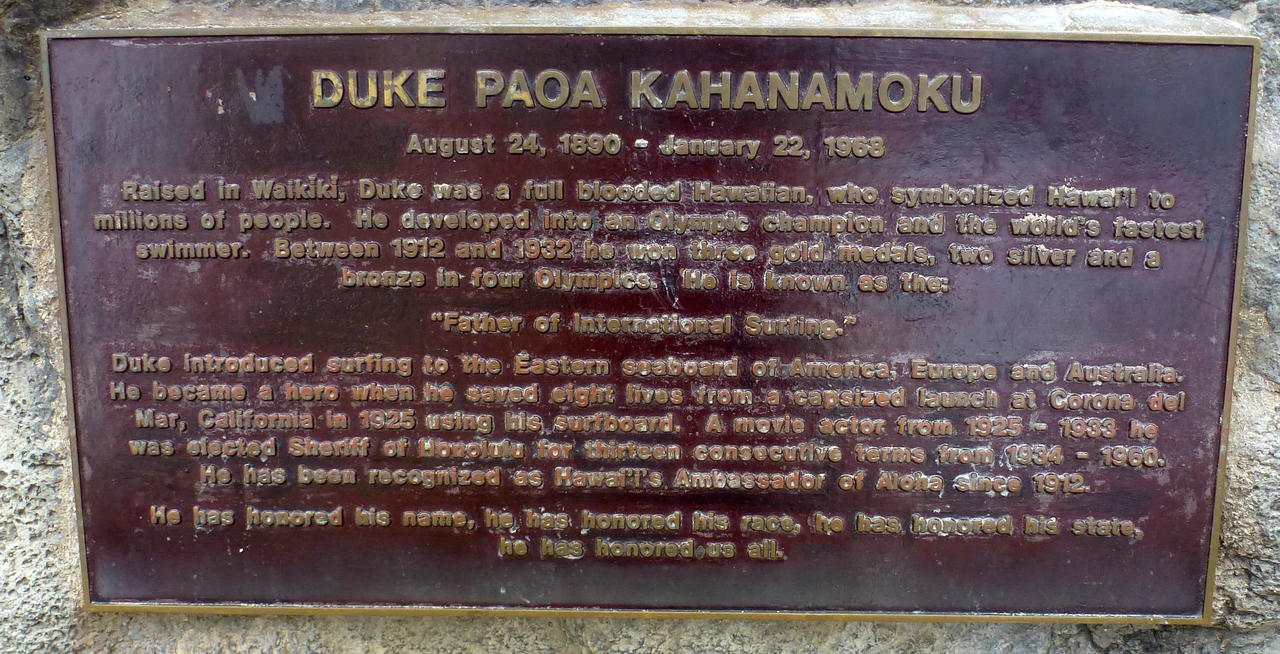 DUKE PAOA KAHANAMOKU
August 24, 1890 - January 22, 1968
Raised in Waikiki, Duke was a full blooded Hawaiian, who symbolized Hawai'i to
millions of people. He developed into an Olympic champion and the world's fastest
swimmer. Between 1912 and 1932 he won three gold medals, two silver and a
bronze in four Olympics. He is known as the:
"Father of International Surfing."
Duke introduced surfing to the Eastern seaboard of America, Europe and Australia.
He became a hero when he saved eight lives from a capsized launch at Corona del
Mar, California in 1925 using his surfboard. A movie actor from 1925 - 1933 he
was elected Sheriff of Honolulu for thirteen consecutive terms from 1934 - 1960.
He has been recognized as Hawai'i's Ambassador of Aloha since 1912.
He has honored his name, he has honored his race, he has honored his state,
he has honored us all.